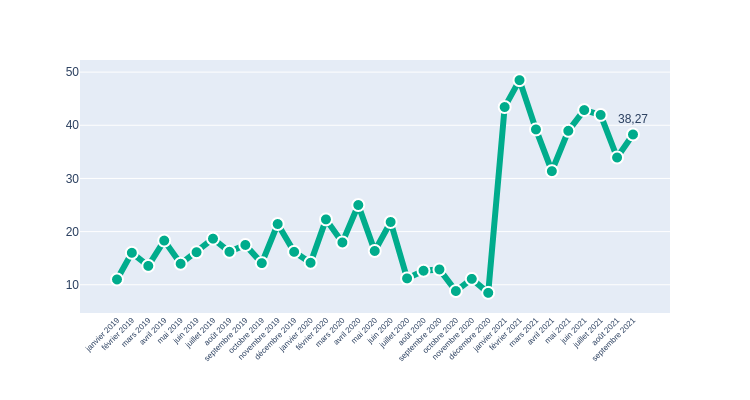 50
40
30
20
10
38,27
janvier 2019
février 2019
mars 2019
avril 2019
mai 2019
juin 2019
juillet 2019
août 2019
septembre 2019
octobre 2019
novembre 2019
décembre 2019
janvier 2020
février 2020
mars 2020
avril 2020
mai 2020
juin 2020
juillet 2020
août 2020
septembre 2020
octobre 2020
novembre 2020
décembre 2020
janvier 2021
février 2021
mars 2021
avril 2021
mai 2021
juin 2021
juillet 2021
août 2021
septembre 2021